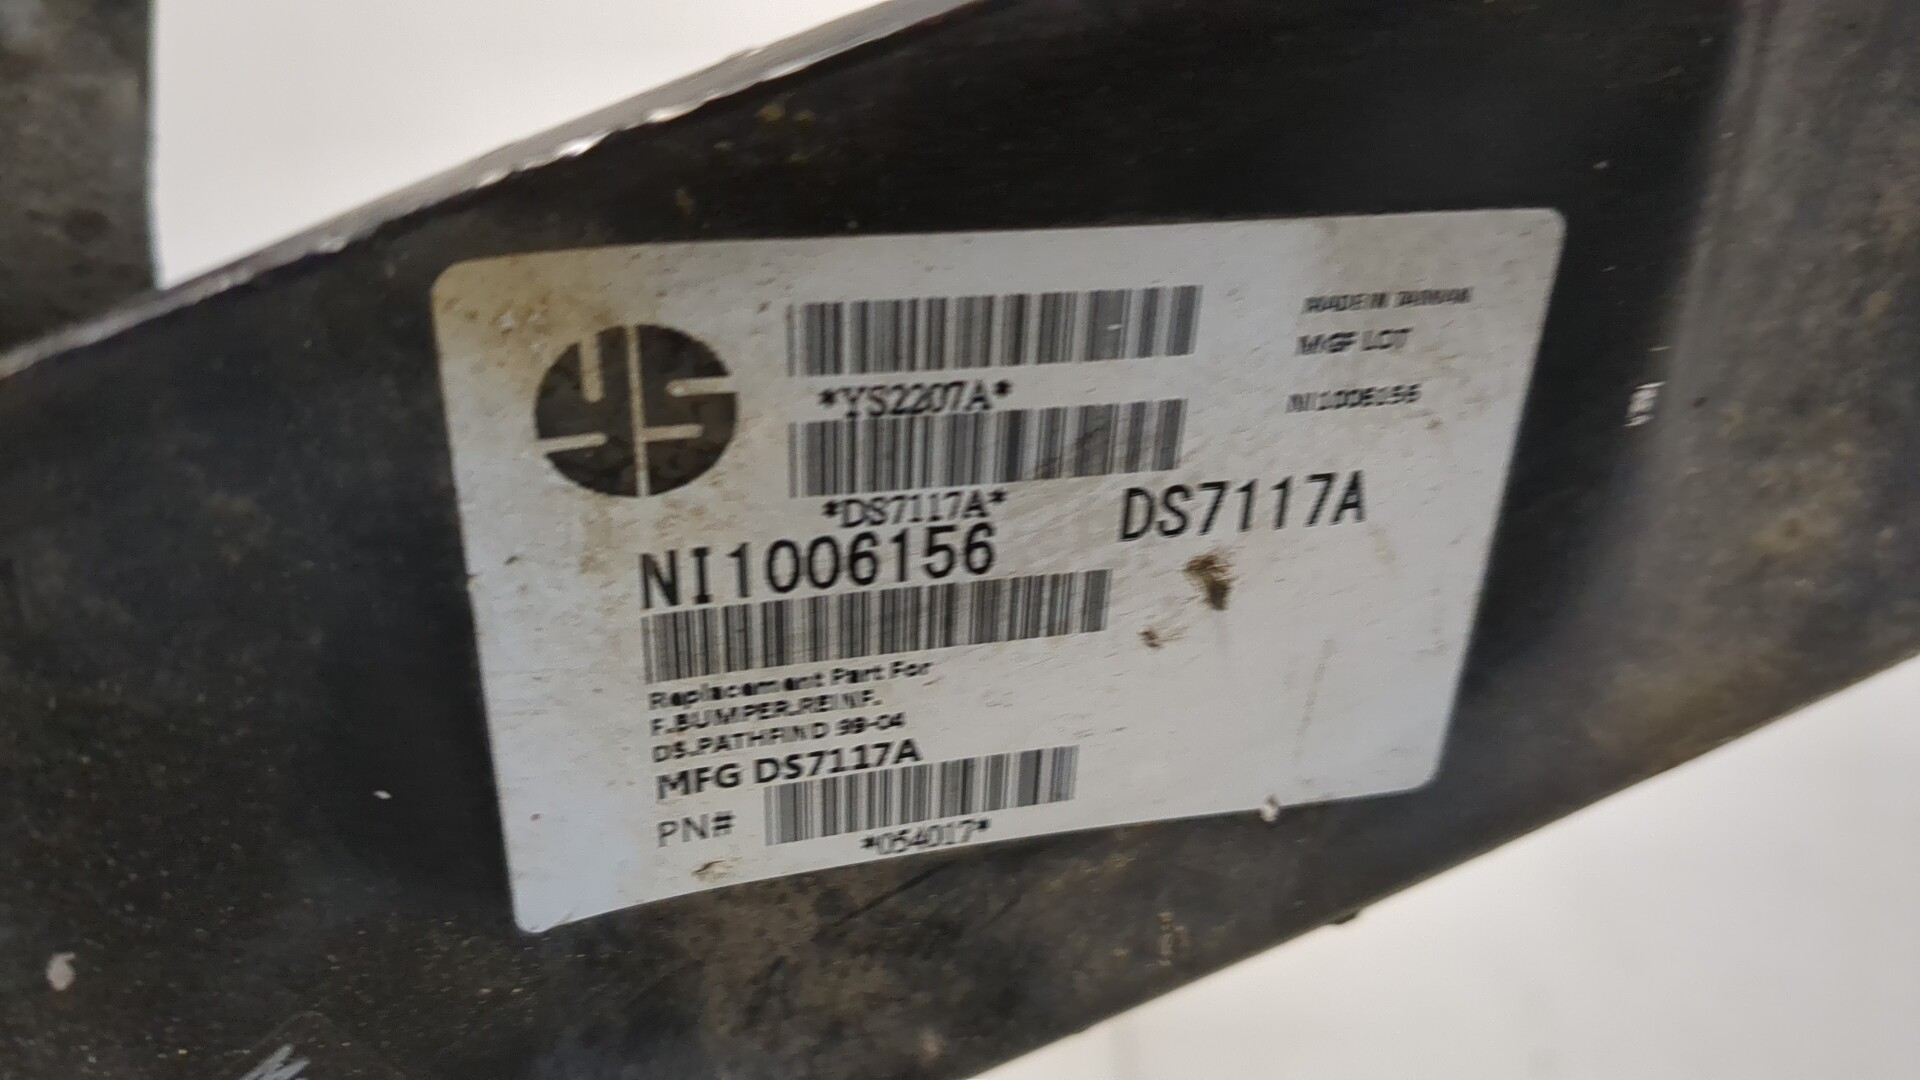 YS
*YS2207A*
*DS7117A*
MADE IN TAIWAN
MGF LOT
NI1006156
NI1006156
DS7117A
Replacement Part For
F.BUMPER.REINF.
DS.PATHFIND 99-04
MFG DS7117A
PN#
*054017*